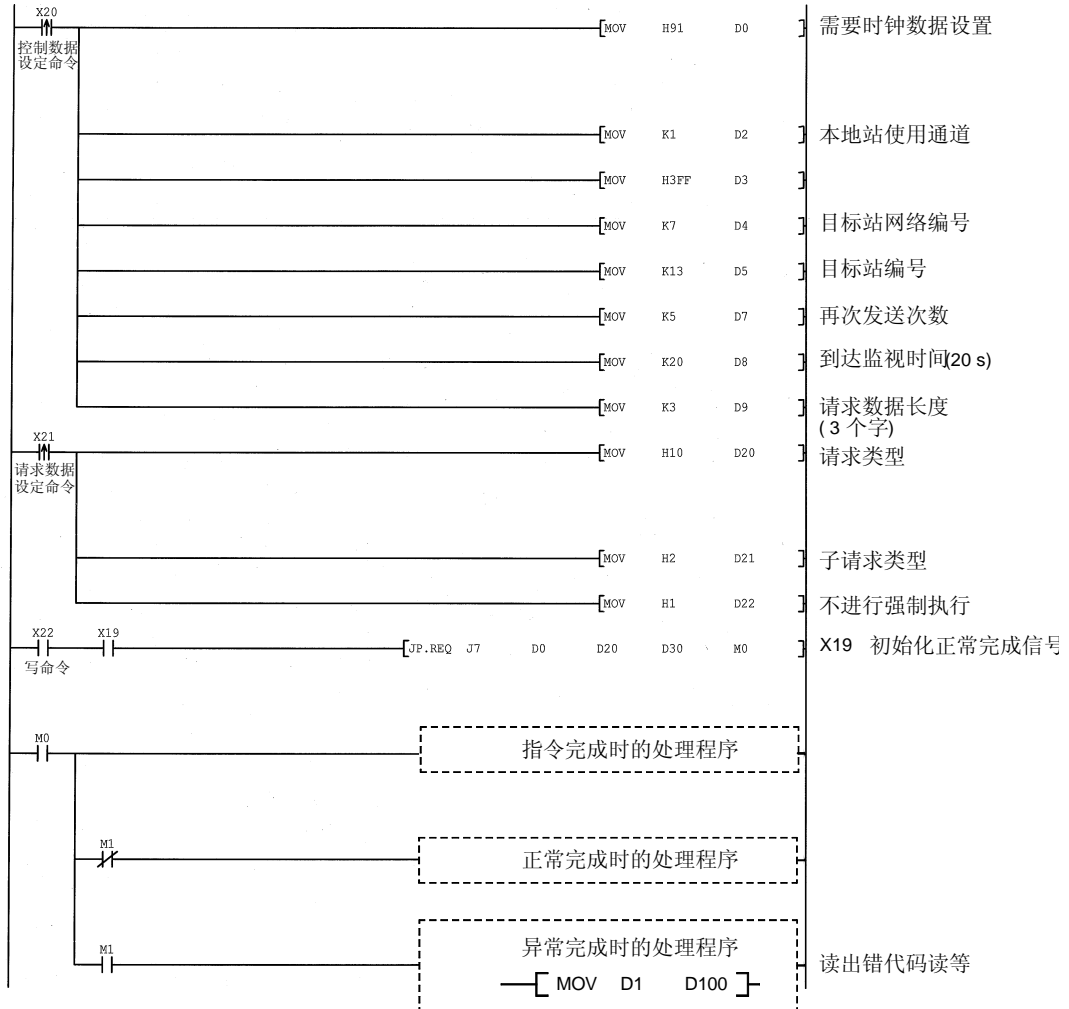 X20
控制数据
设定命令
MOV H91 D0 需要时钟数据设置
MOV K1 D2 本地站使用通道
MOV H3FF D3
MOV K7 D4 目标站网络编号
MOV K13 D5 目标站编号
MOV K5 D7 再次发送次数
MOV K20 D8 到达监视时间(20 s)
MOV K3 D9 请求数据长度
(3 个字)
X21
请求数据
设定命令
MOV H10 D20 请求类型
MOV H2 D21 子请求类型
MOV H1 D22 不进行强制执行
X22 X19
写命令
JP.REQ J7 D0 D20 D30 M0 X19 初始化正常完成信号
M0
指令完成时的处理程序
M1
正常完成时的处理程序
M1
异常完成时的处理程序
MOV D1 D100
读出错代码读等